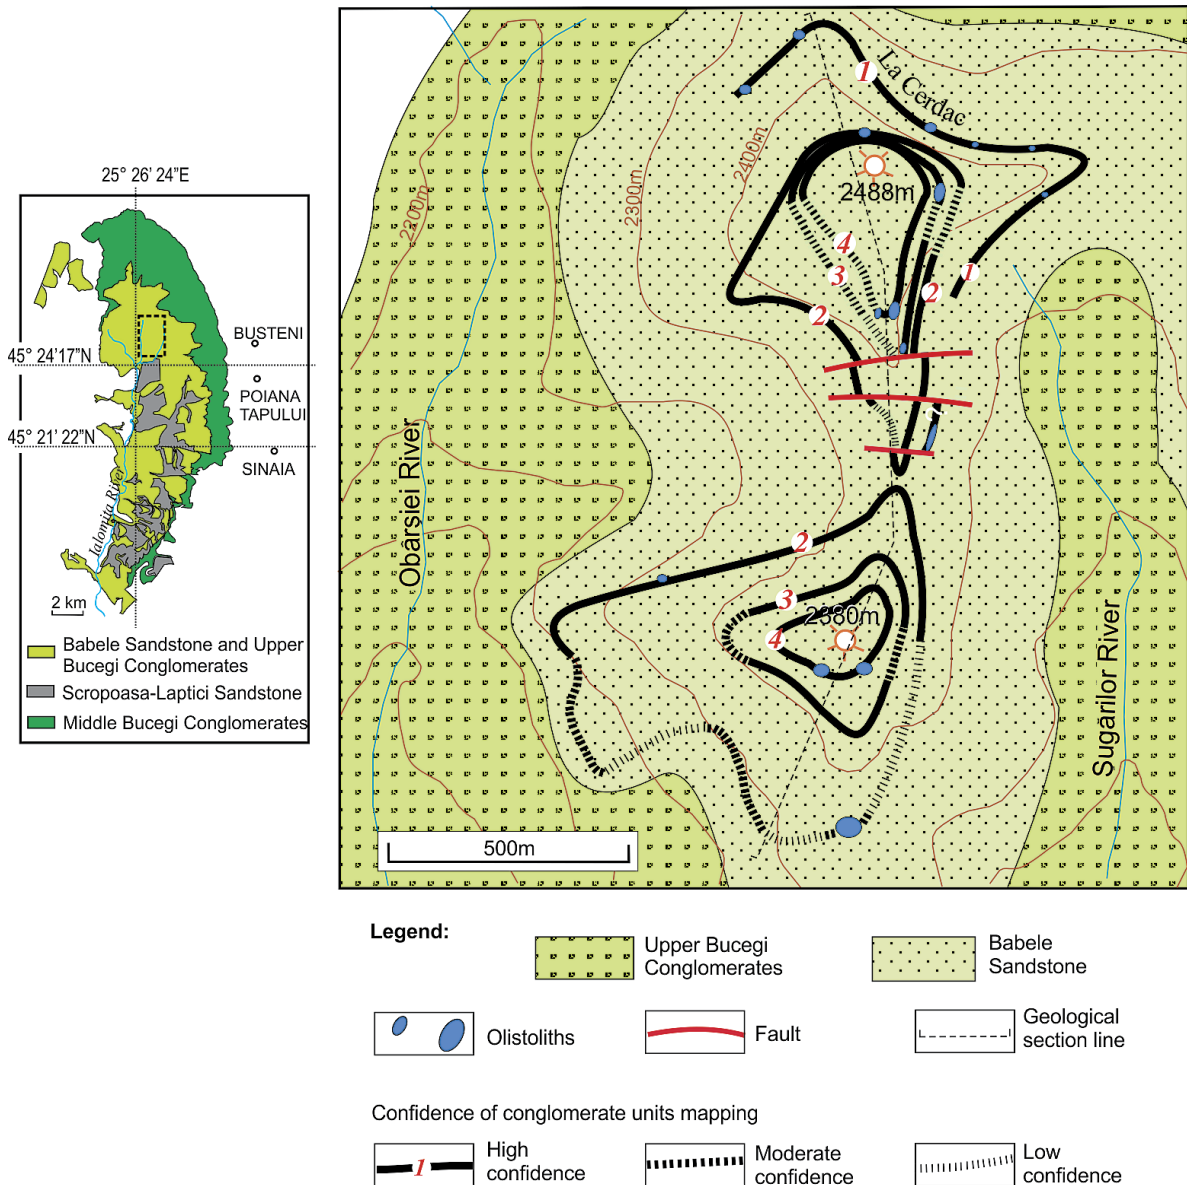 25° 26' 24"E
BUSTENI
45° 24'17"N
POIANA
TAPULUI
45° 21' 22"N
SINAIA
Ialomița River
2 km
Babele Sandstone and Upper
Bucegi Conglomerates
Scropoasa-Laptici Sandstone
Middle Bucegi Conglomerates
1
La Cerdac
2400m
2488m
2300m
2200m
4
3
1
2
2
Obârșiei River
2
3
2380m
4
Sugărilor River
500m
Legend:
Upper Bucegi
Conglomerates
Babele
Sandstone
Olistoliths
Fault
Geological
section line
Confidence of conglomerate units mapping
1
High
confidence
Moderate
confidence
Low
confidence